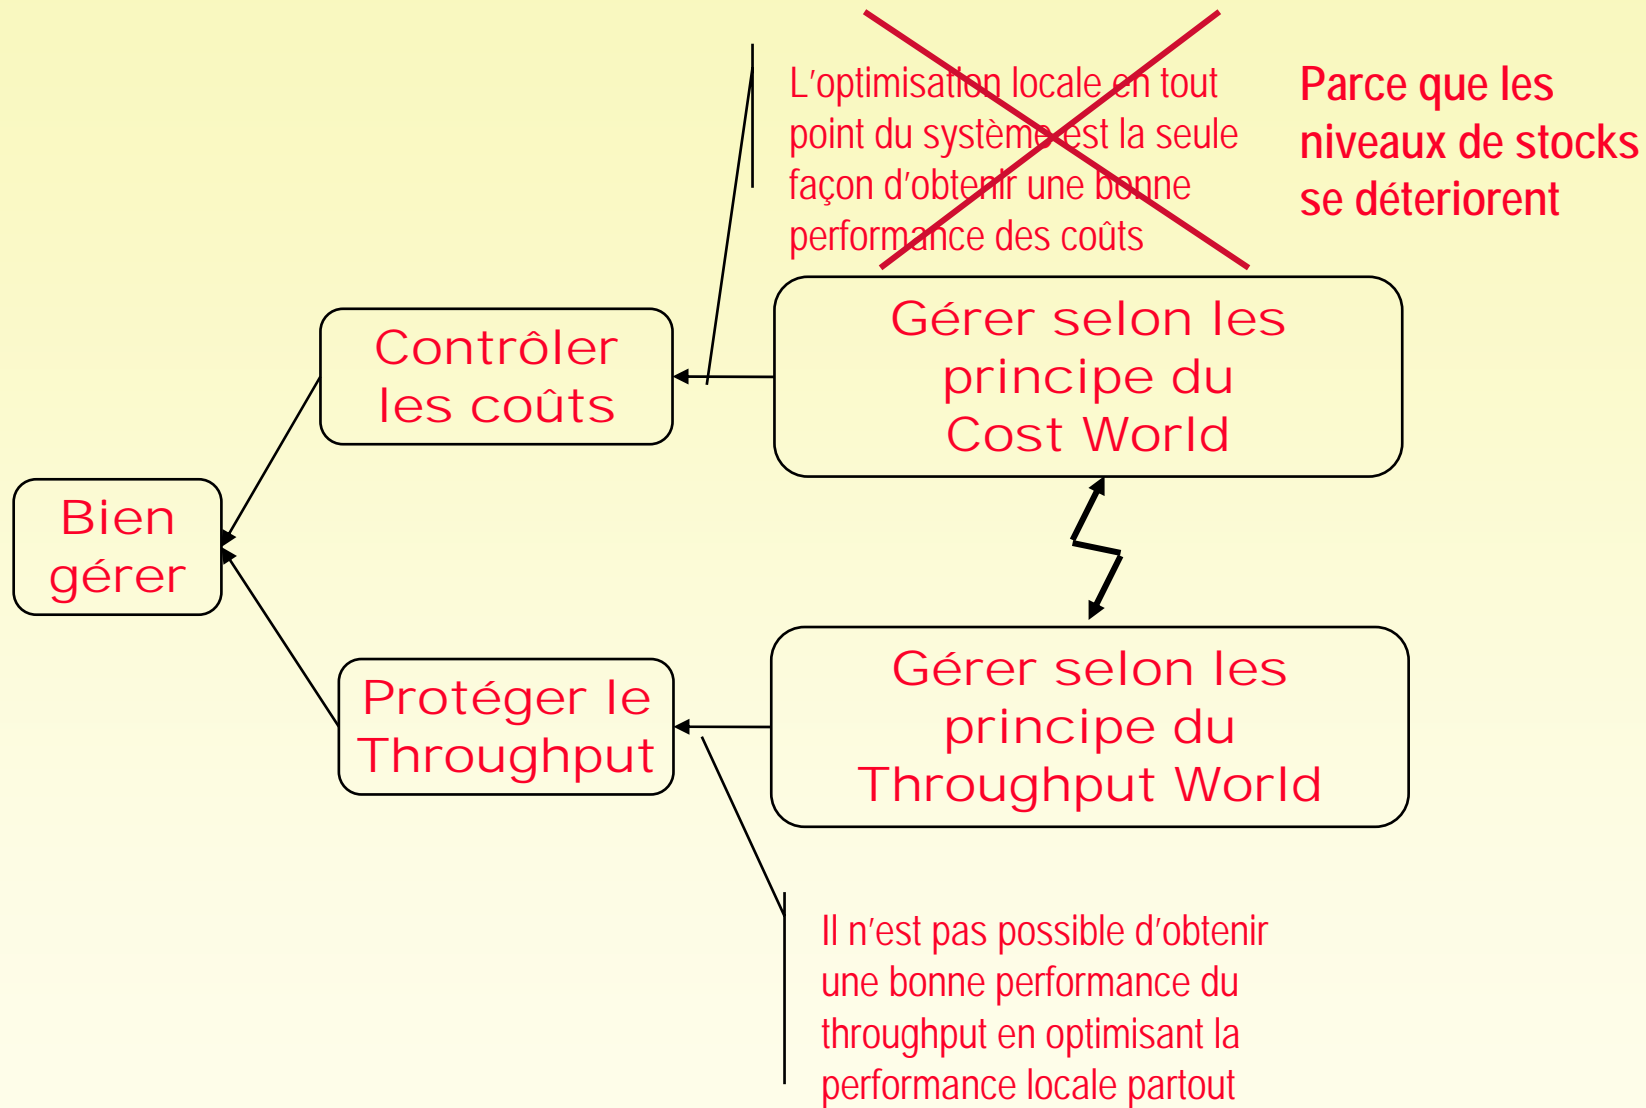 L'optimisation locale en tout
point du système est la seule
façon d'obtenir une bonne
performance des coûts
Parce que les
niveaux de stocks
se déteriorent
Contrôler
les coûts
Gérer selon les
principe du
Cost World
Bien
gérer
Protéger le
Throughput
Gérer selon les
principe du
Throughput World
Il n'est pas possible d'obtenir
une bonne performance du
throughput en optimisant la
performance locale partout